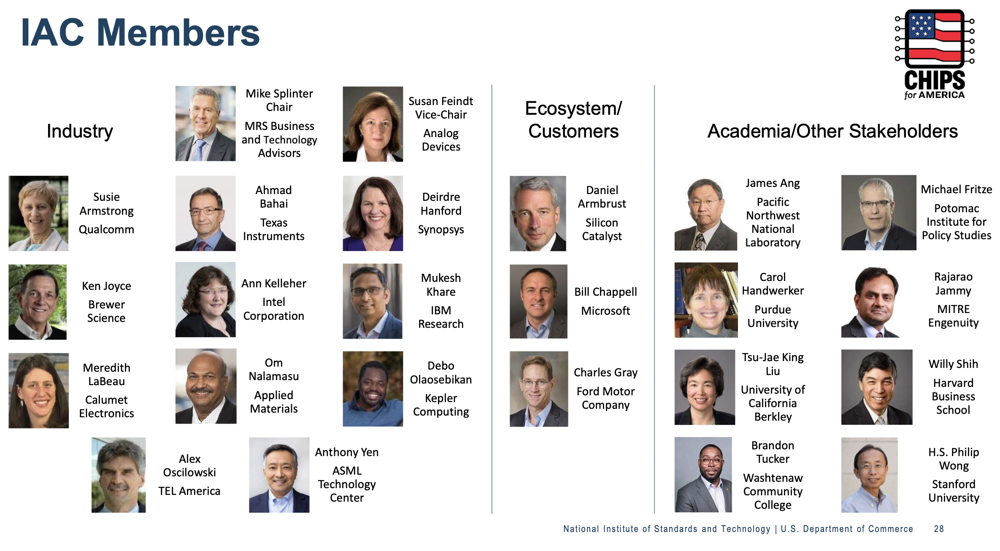 IAC Members
CHIPS
for AMERICA
Industry
Mike Splinter
Chair
MRS Business
and Technology
Advisors
Susan Feindt
Vice-Chair
Analog
Devices
Susie
Armstrong
Qualcomm
Ahmad
Bahai
Texas
Instruments
Deirdre
Hanford
Synopsys
Ken Joyce
Brewer
Science
Ann Kelleher
Intel
Corporation
Mukesh
Khare
IBM
Research
Meredith
LaBeau
Calumet
Electronics
Om
Nalamasu
Applied
Materials
Debo
Olaosebikan
Kepler
Computing
Alex
Oscilowski
TEL America
Anthony Yen
ASML
Technology
Center
Ecosystem/
Customers
Daniel
Armbrust
Silicon
Catalyst
Bill Chappell
Microsoft
Charles Gray
Ford Motor
Company
Academia/Other Stakeholders
James Ang
Pacific
Northwest
National
Laboratory
Michael Fritze
Potomac
Institute for
Policy Studies
Carol
Handwerker
Purdue
University
Rajarao
Jammy
MITRE
Engenuity
Tsu-Jae King
Liu
University of
California
Berkley
Willy Shih
Harvard
Business
School
Brandon
Tucker
Washtenaw
Community
College
H.S. Philip
Wong
Stanford
University
National Institute of Standards and Technology | U.S. Department of Commerce 28